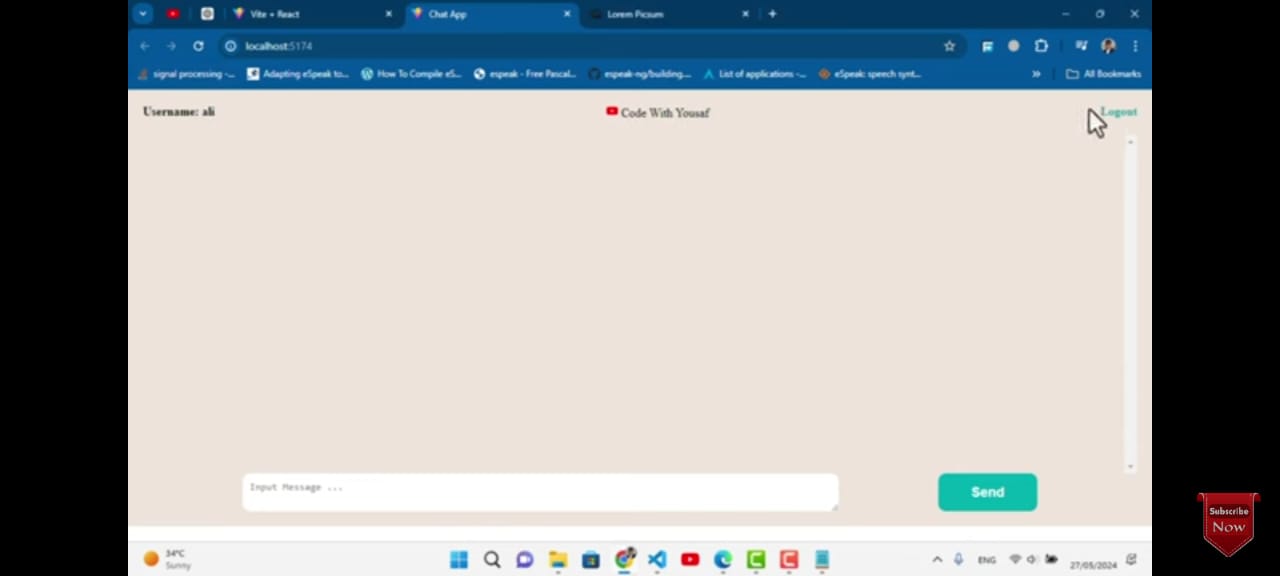 Vite + React
Chat App
Lorem Picsum
localhost:5174
signal processing -...
Adapting eSpeak to...
How To Compile eS...
espeak - Free Pascal...
espeak-ng/building....
List of applications -...
eSpeak: speech synt...
All Bookmarks
Username: ali
Code With Yousaf
Logout
Input Message ...
Send
Subscribe
Now
34°C
Sunny
ENG
27/05/2024